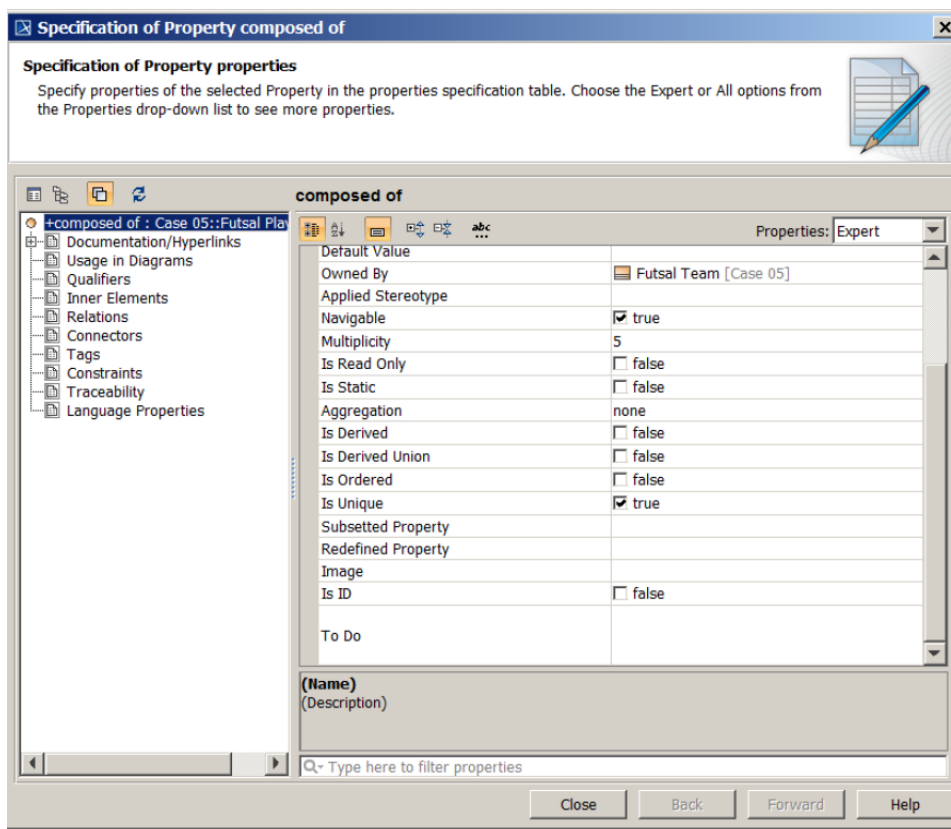 Specification of Property composed of
Specification of Property properties
Specify properties of the selected Property in the properties specification table. Choose the Expert or All options from
the Properties drop-down list to see more properties.
composed of
+composed of : Case 05::Futsal Play
Documentation/Hyperlinks
Usage in Diagrams
Qualifiers
Inner Elements
Relations
Connectors
Tags
Constraints
Traceability
Language Properties
abc
Properties: Expert
Default Value
Owned By Futsal Team [Case 05]
Applied Stereotype
Navigable true
Multiplicity 5
Is Read Only false
Is Static false
Aggregation none
Is Derived false
Is Derived Union false
Is Ordered false
Is Unique true
Subsetted Property
Redefined Property
Image
Is ID false
To Do
(Name)
(Description)
Type here to filter properties
Close Back Forward Help